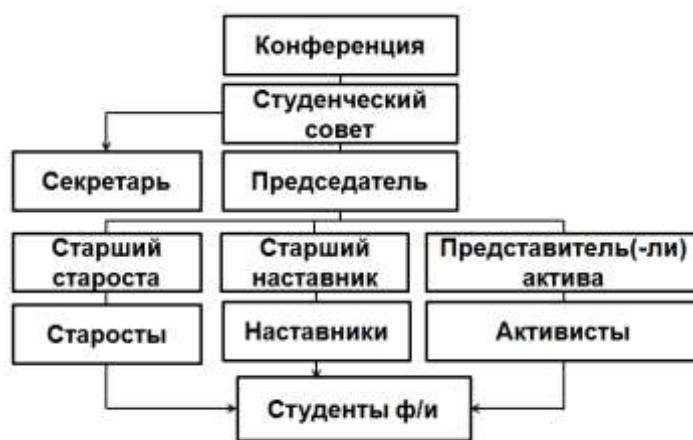 Конференция
Студенческий
совет
Секретарь
Председатель
Старший
староста
Старший
наставник
Представитель(-ли)
актива
Старосты
Наставники
Активисты
Студенты ф/и